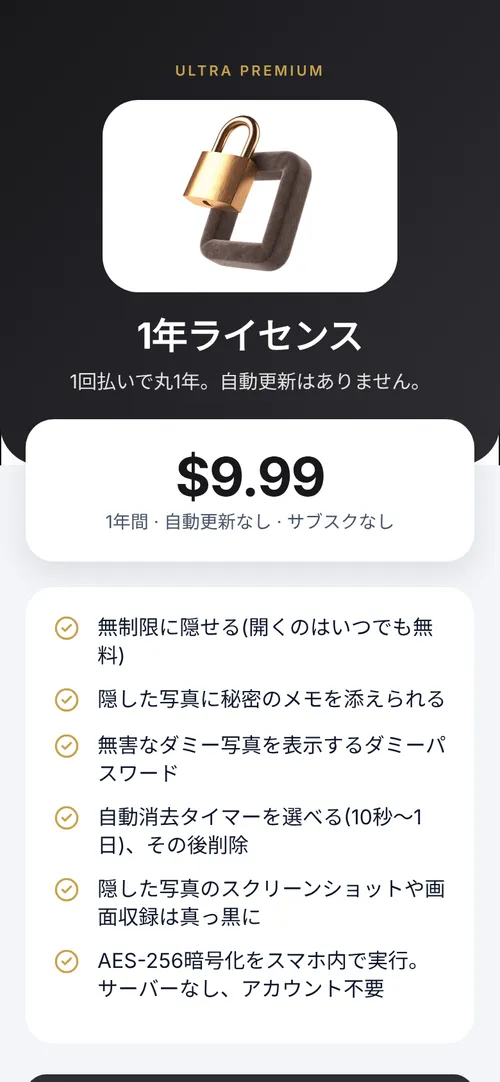 ULTRA PREMIUM
1年ライセンス
1回払いで丸1年。自動更新はありません。
$9.99
1年間 · 自動更新なし · サブスクなし
無制限に隠せる(開くのはいつでも無
料)
隠した写真に秘密のメモを添えられる
無害なダミー写真を表示するダミーパ
スワード
自動消去タイマーを選べる(10秒〜1
日)、その後削除
隠した写真のスクリーンショットや画
面収録は真っ黒に
AES-256暗号化をスマホ内で実行。
サーバーなし、アカウント不要